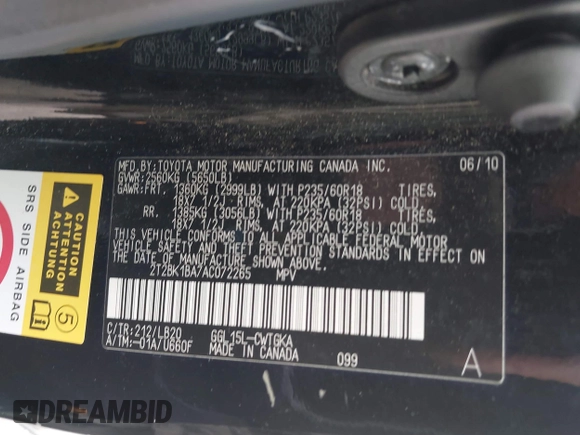 MFD.BY:TOYOTA MOTOR MANUFACTURING CANADA INC. 06/10
GVWR:2560KG (5650LB)
GAWR:FRT. 1360KG (2999LB) WITH P235/60R18 TIRES,
18X7 1/2J RIMS, AT 220KPA (32PSI) COLD.
RR. 1385KG (3056LB) WITH P235/60R18 TIRES,
18X7 1/2J RIMS, AT 220KPA (32PSI) COLD.
THIS VEHICLE CONFORMS TO ALL APPLICABLE FEDERAL MOTOR
VEHICLE SAFETY AND THEFT PREVENTION STANDARDS IN EFFECT ON
THE DATE OF MANUFACTURE SHOWN ABOVE.
2T2BK1BA7AC072265 MPV
C/TR:212/LB20 GGL15L-CWTGKA
A/TM:-01A/U660F MADE IN CANADA 099 A
CAUTION
ATTENTION
ACHTUNG
5
SRS SIDE AIRBAG
DREAMBID